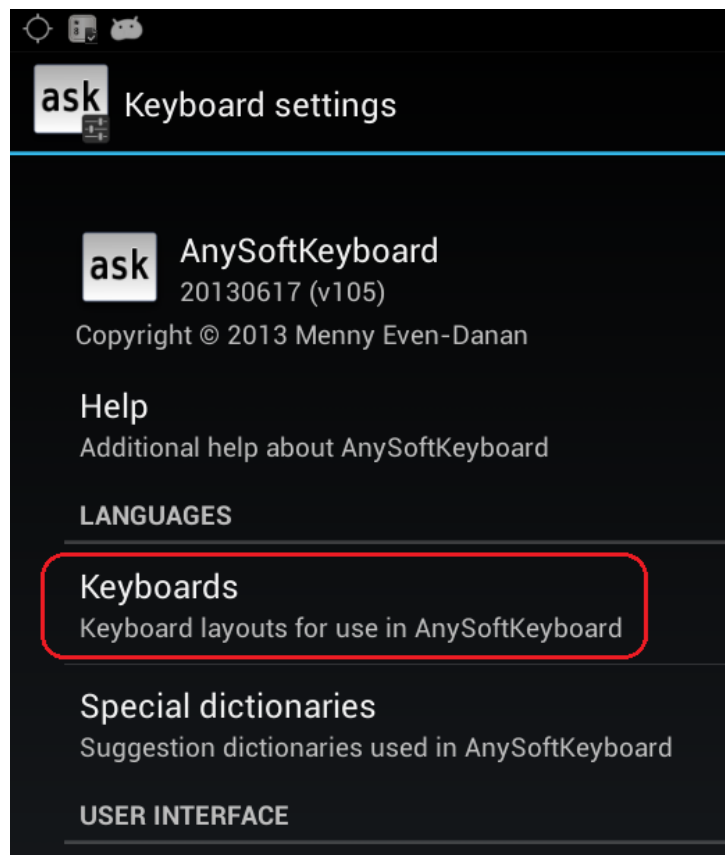 ask Keyboard settings
ask AnySoftKeyboard
20130617 (v105)
Copyright © 2013 Menny Even-Danan
Help
Additional help about AnySoftKeyboard
LANGUAGES
Keyboards
Keyboard layouts for use in AnySoftKeyboard
Special dictionaries
Suggestion dictionaries used in AnySoftKeyboard
USER INTERFACE